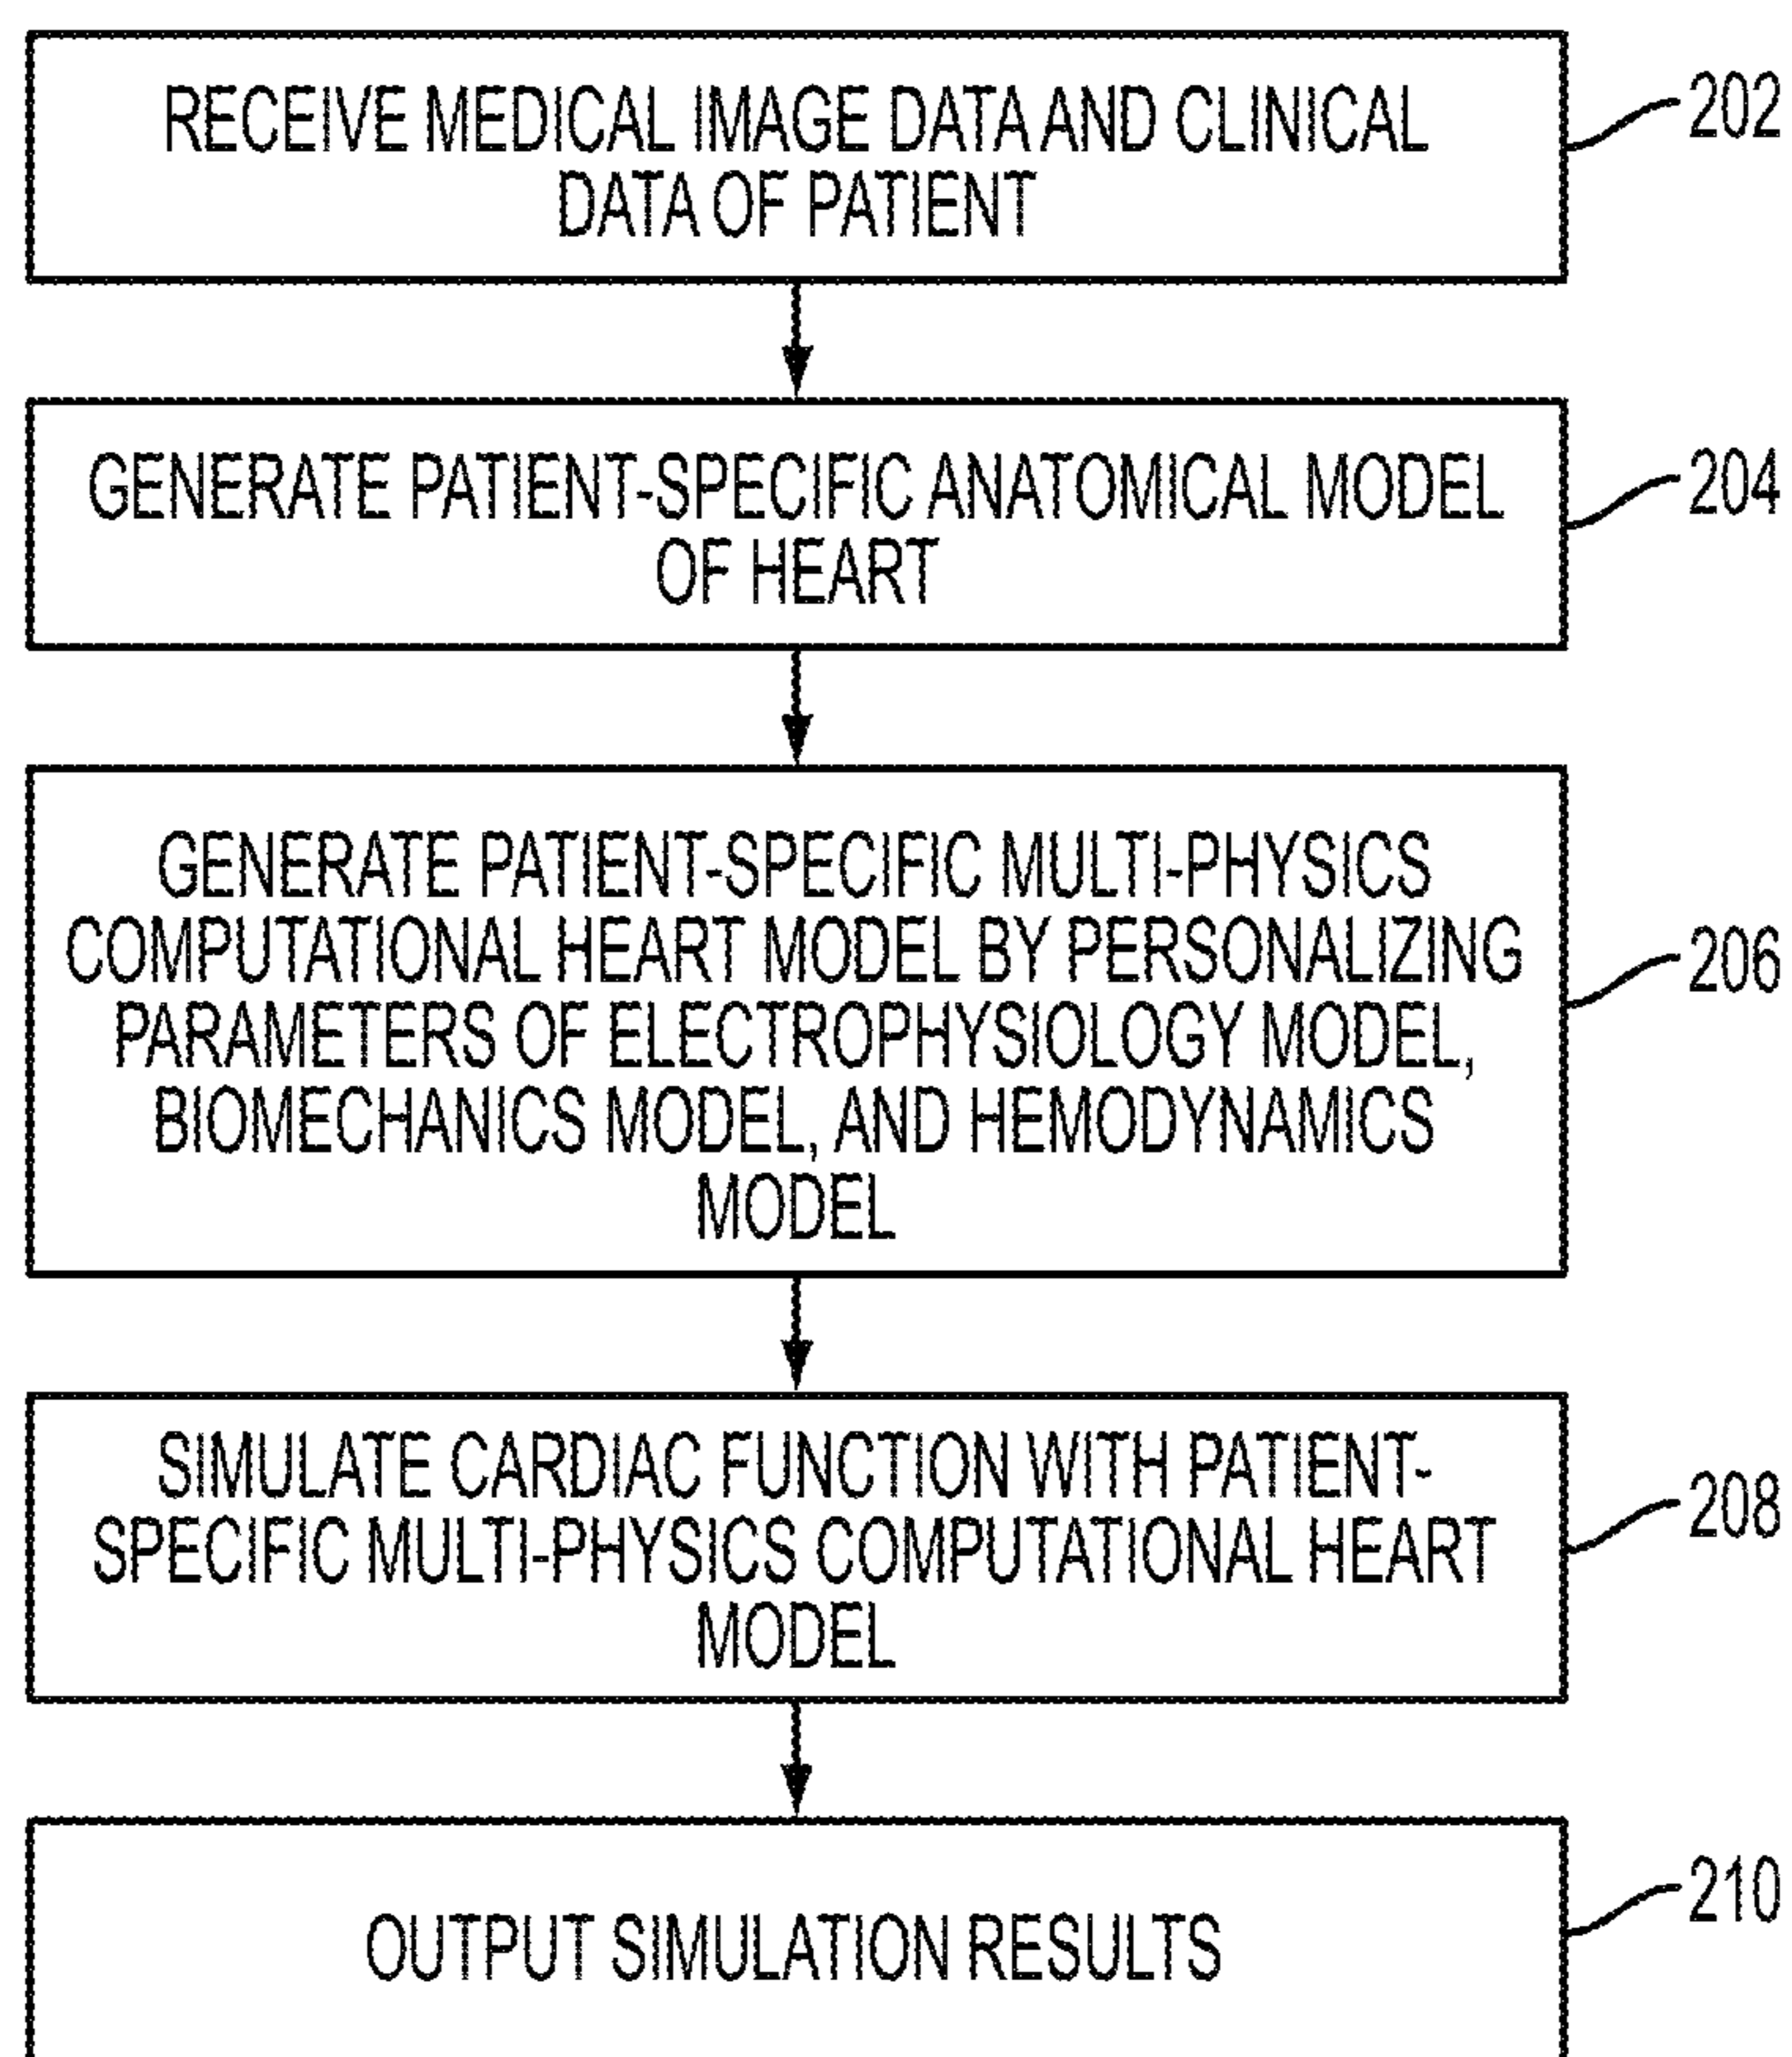 RECEIVE MEDICAL IMAGE DATA AND CLINICAL
DATA OF PATIENT
202
GENERATE PATIENT-SPECIFIC ANATOMICAL MODEL
OF HEART
204
GENERATE PATIENT-SPECIFIC MULTI-PHYSICS
COMPUTATIONAL HEART MODEL BY PERSONALIZING
PARAMETERS OF ELECTROPHYSIOLOGY MODEL,
BIOMECHANICS MODEL, AND HEMODYNAMICS
MODEL
206
SIMULATE CARDIAC FUNCTION WITH PATIENT-
SPECIFIC MULTI-PHYSICS COMPUTATIONAL HEART
MODEL
208
OUTPUT SIMULATION RESULTS
210